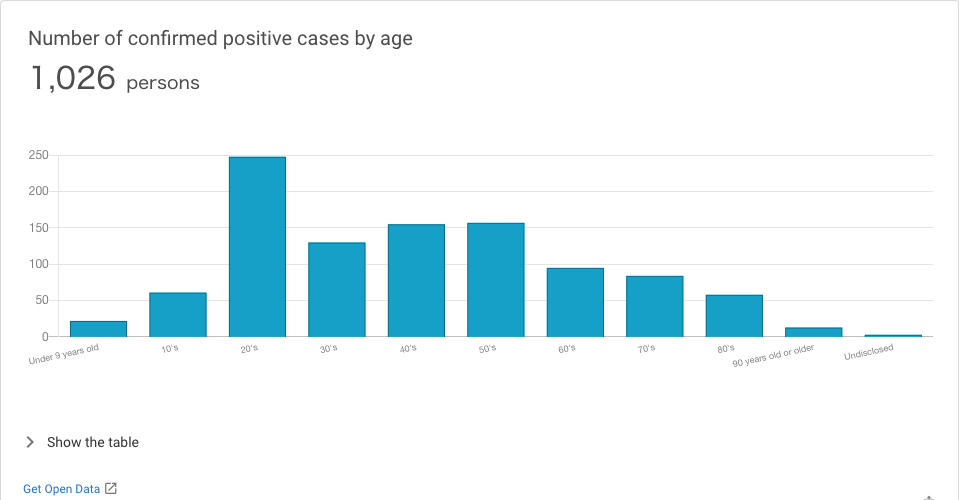 Number of confirmed positive cases by age
1,026 persons
250
200
150
100
50
0
Under 9 years old
10's
20's
30's
40's
50's
60's
70's
80's
90 years old or older
Undisclosed
Show the table
Get Open Data